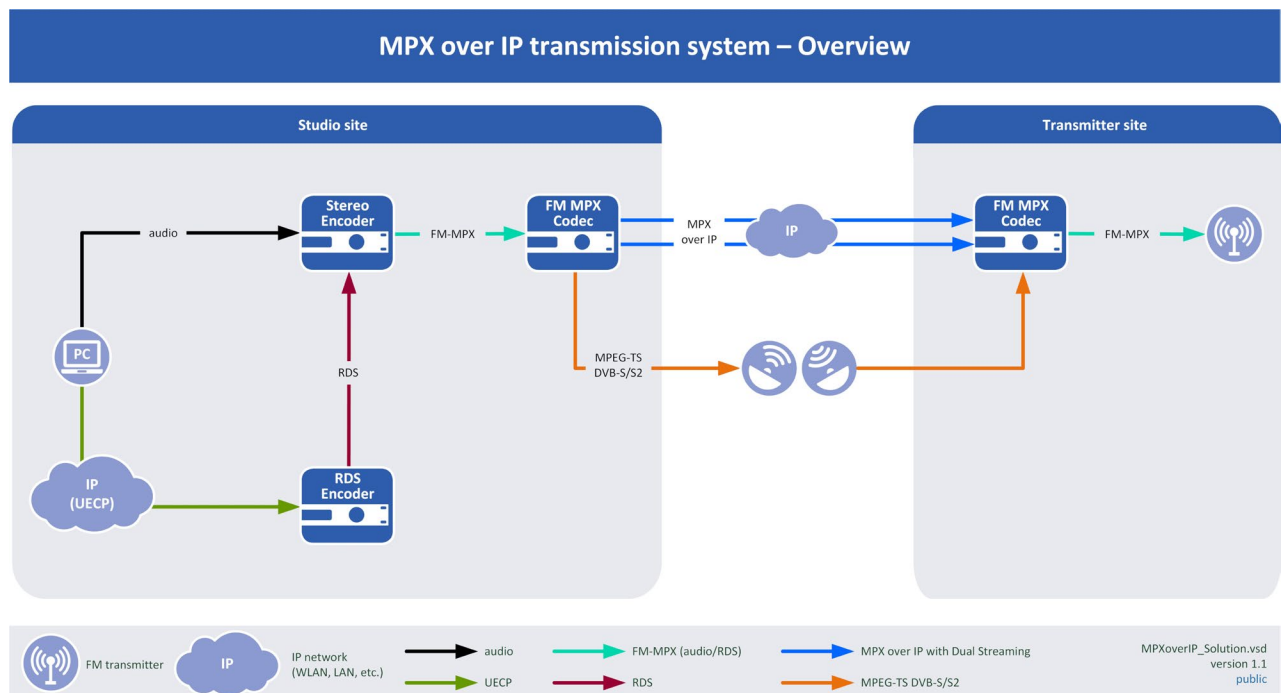 MPX over IP transmission system – Overview
Studio site
Transmitter site
Stereo
Encoder
FM MPX
Codec
FM MPX
Codec
audio
FM-MPX
MPX
over IP
IP
FM-MPX
PC
RDS
MPEG-TS
DVB-S/S2
IP
(UECP)
RDS
Encoder
FM transmitter
IP
IP network
(WLAN, LAN, etc.)
audio
UECP
FM-MPX (audio/RDS)
RDS
MPX over IP with Dual Streaming
MPEG-TS DVB-S/S2
MPXoverIP_Solution.vsd
version 1.1
public